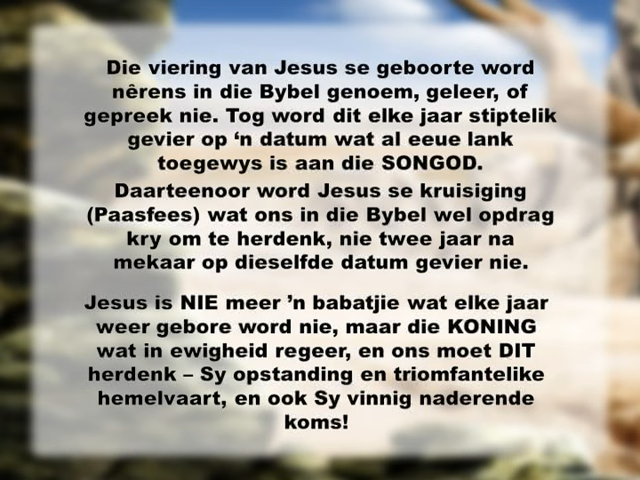 Die viering van Jesus se geboorte word
nêrens in die Bybel genoem, geleer, of
gepreek nie. Tog word dit elke jaar stiptelik
gevier op ‘n datum wat al eeue lank
toegewys is aan die SONGOD.
Daarteenoor word Jesus se kruisiging
(Paasfees) wat ons in die Bybel wel opdrag
kry om te herdenk, nie twee jaar na
mekaar op dieselfde datum gevier nie.
Jesus is NIE meer ’n babatjie wat elke jaar
weer gebore word nie, maar die KONING
wat in ewigheid regeer, en ons moet DIT
herdenk – Sy opstanding en triomfantelike
hemelvaart, en ook Sy vinnig naderende
koms!